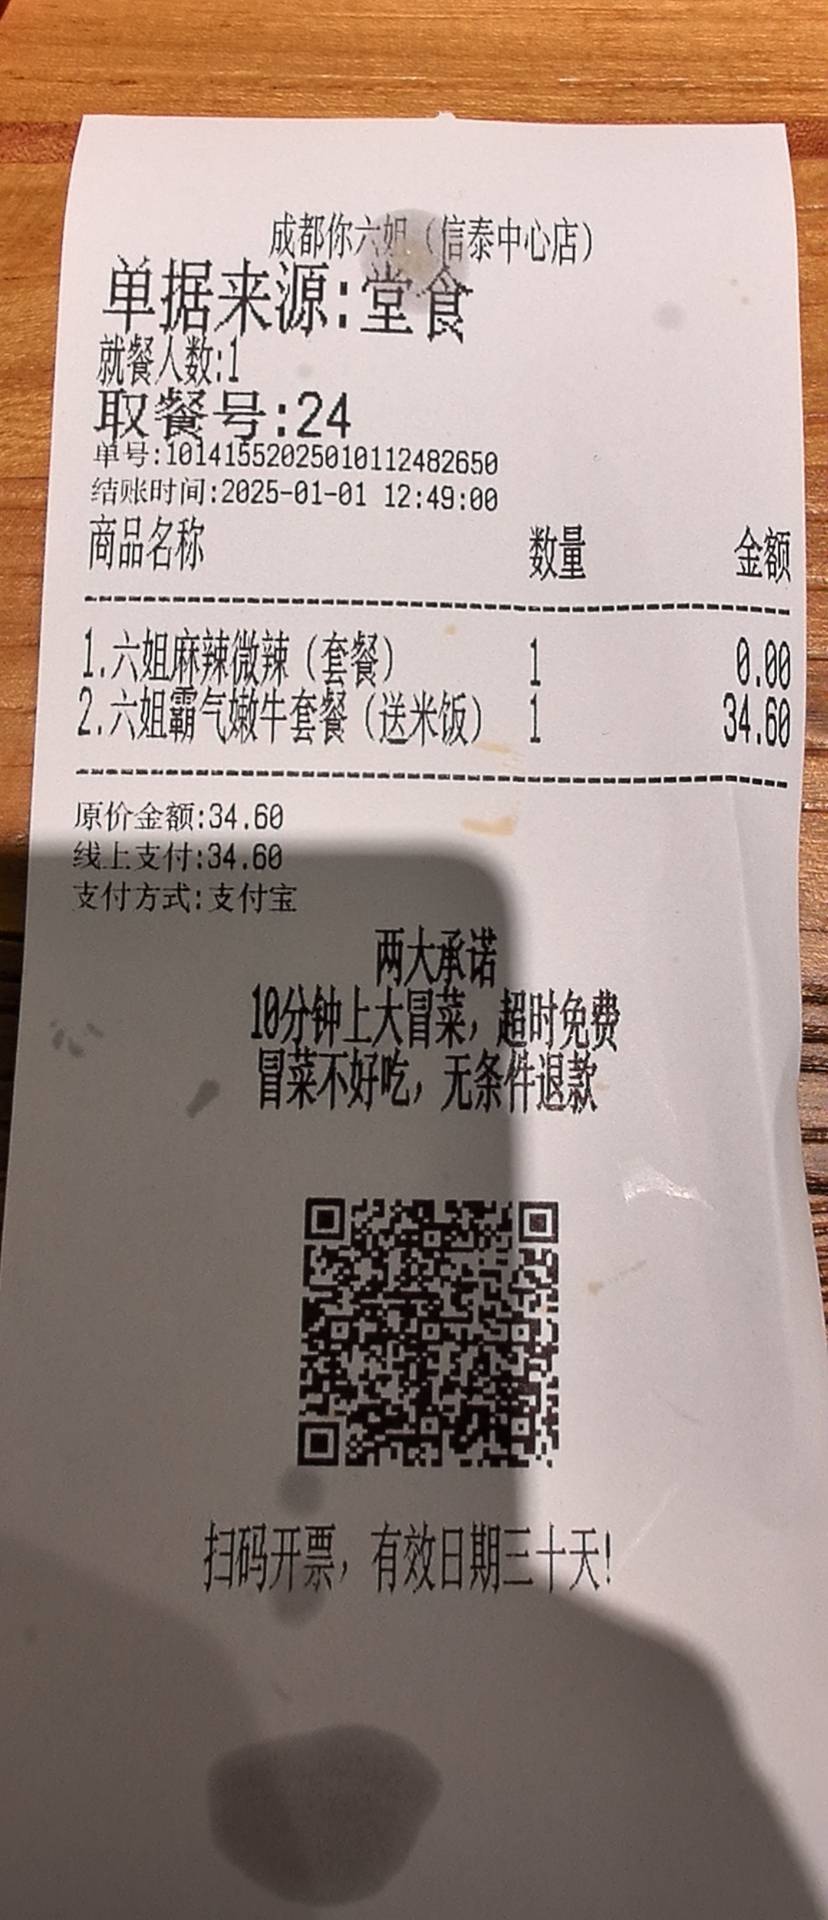 成都你六姐（信泰中心店）
单据来源:堂食
就餐人数:1
取餐号:24
单号:10141552025010112482650
结账时间:2025-01-01 12:49:00
商品名称 数量 金额
1.六姐麻辣微辣（套餐） 1 0.00
2.六姐霸气嫩牛套餐（送米饭） 1 34.60
原价金额:34.60
线上支付:34.60
支付方式:支付宝
两大承诺
10分钟上大冒菜，超时免费
冒菜不好吃，无条件退款
扫码开票，有效日期三十天!